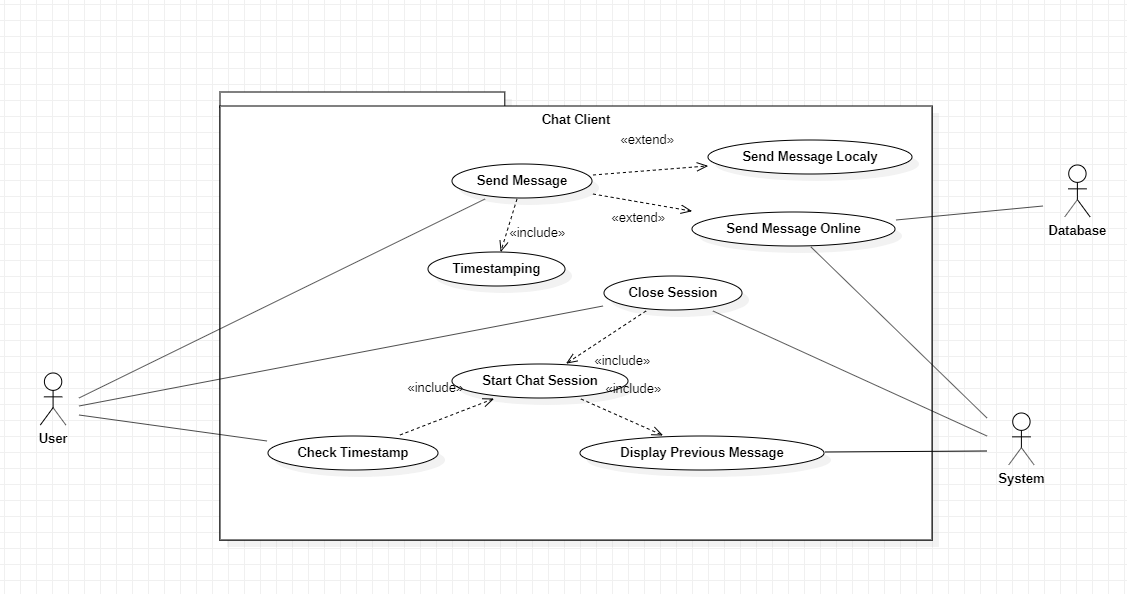 Chat Client
«extend»
Send Message Localy
Send Message
«extend»
Send Message Online
Database
«include»
Timestamping
Close Session
«include»
Start Chat Session
«include»
«include»
User
Check Timestamp
Display Previous Message
System